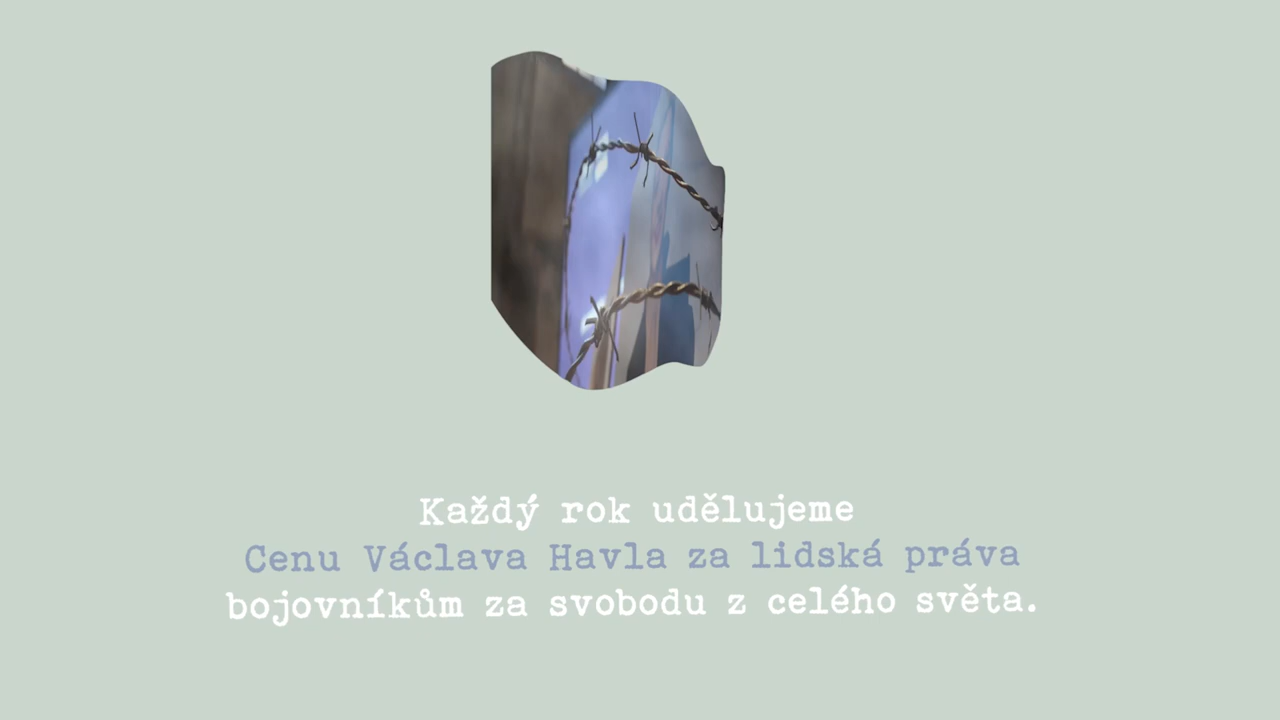 Každý rok udělujeme
Cenu Václava Havla za lidská práva
bojovníkům za svobodu z celého světa.